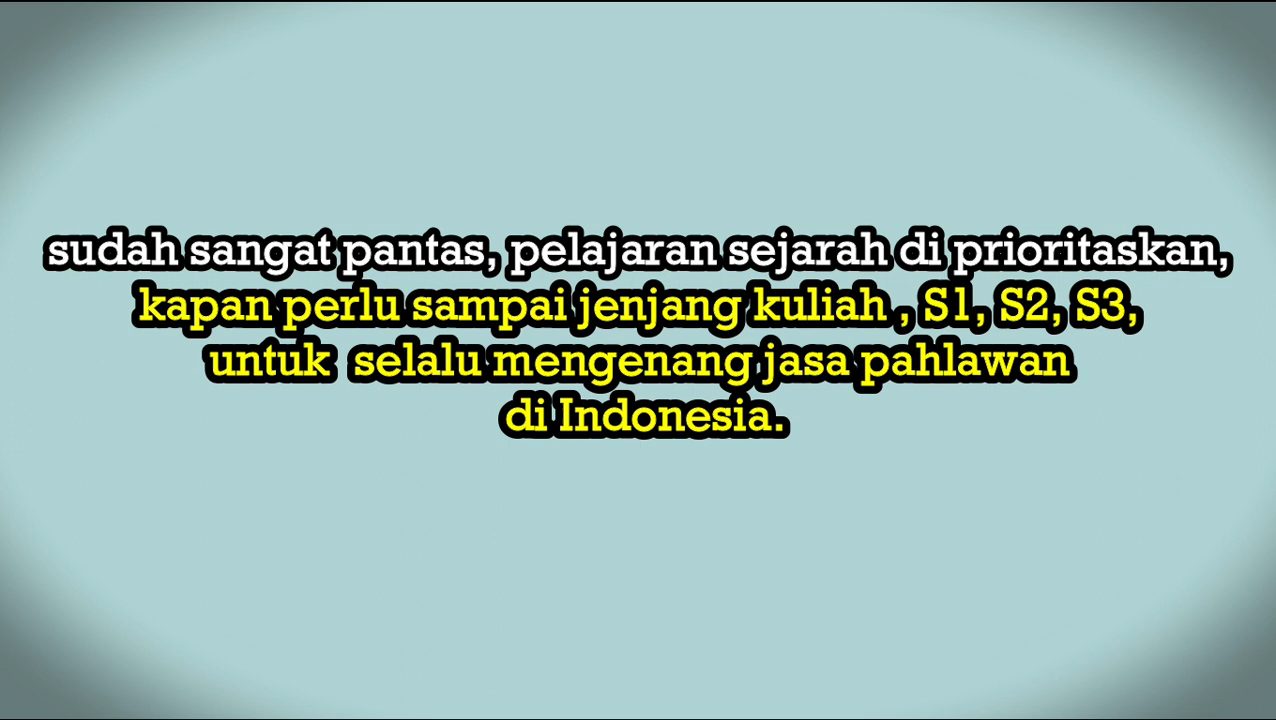 sudah sangat pantas, pelajaran sejarah di prioritaskan,
kapan perlu sampai jenjang kuliah , S1, S2, S3,
untuk  selalu mengenang jasa pahlawan
di Indonesia.